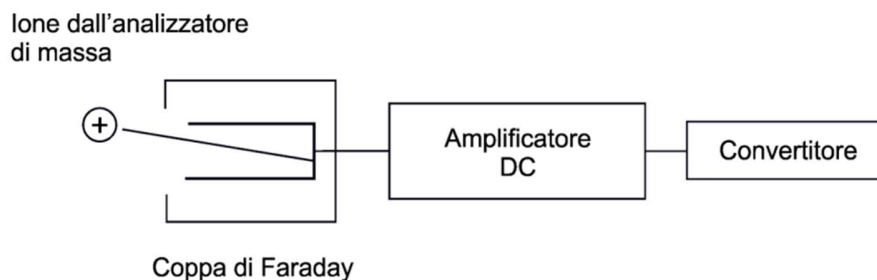 Ione dall'analizzatore
di massa
+
Amplificatore
DC
Convertitore
Coppa di Faraday